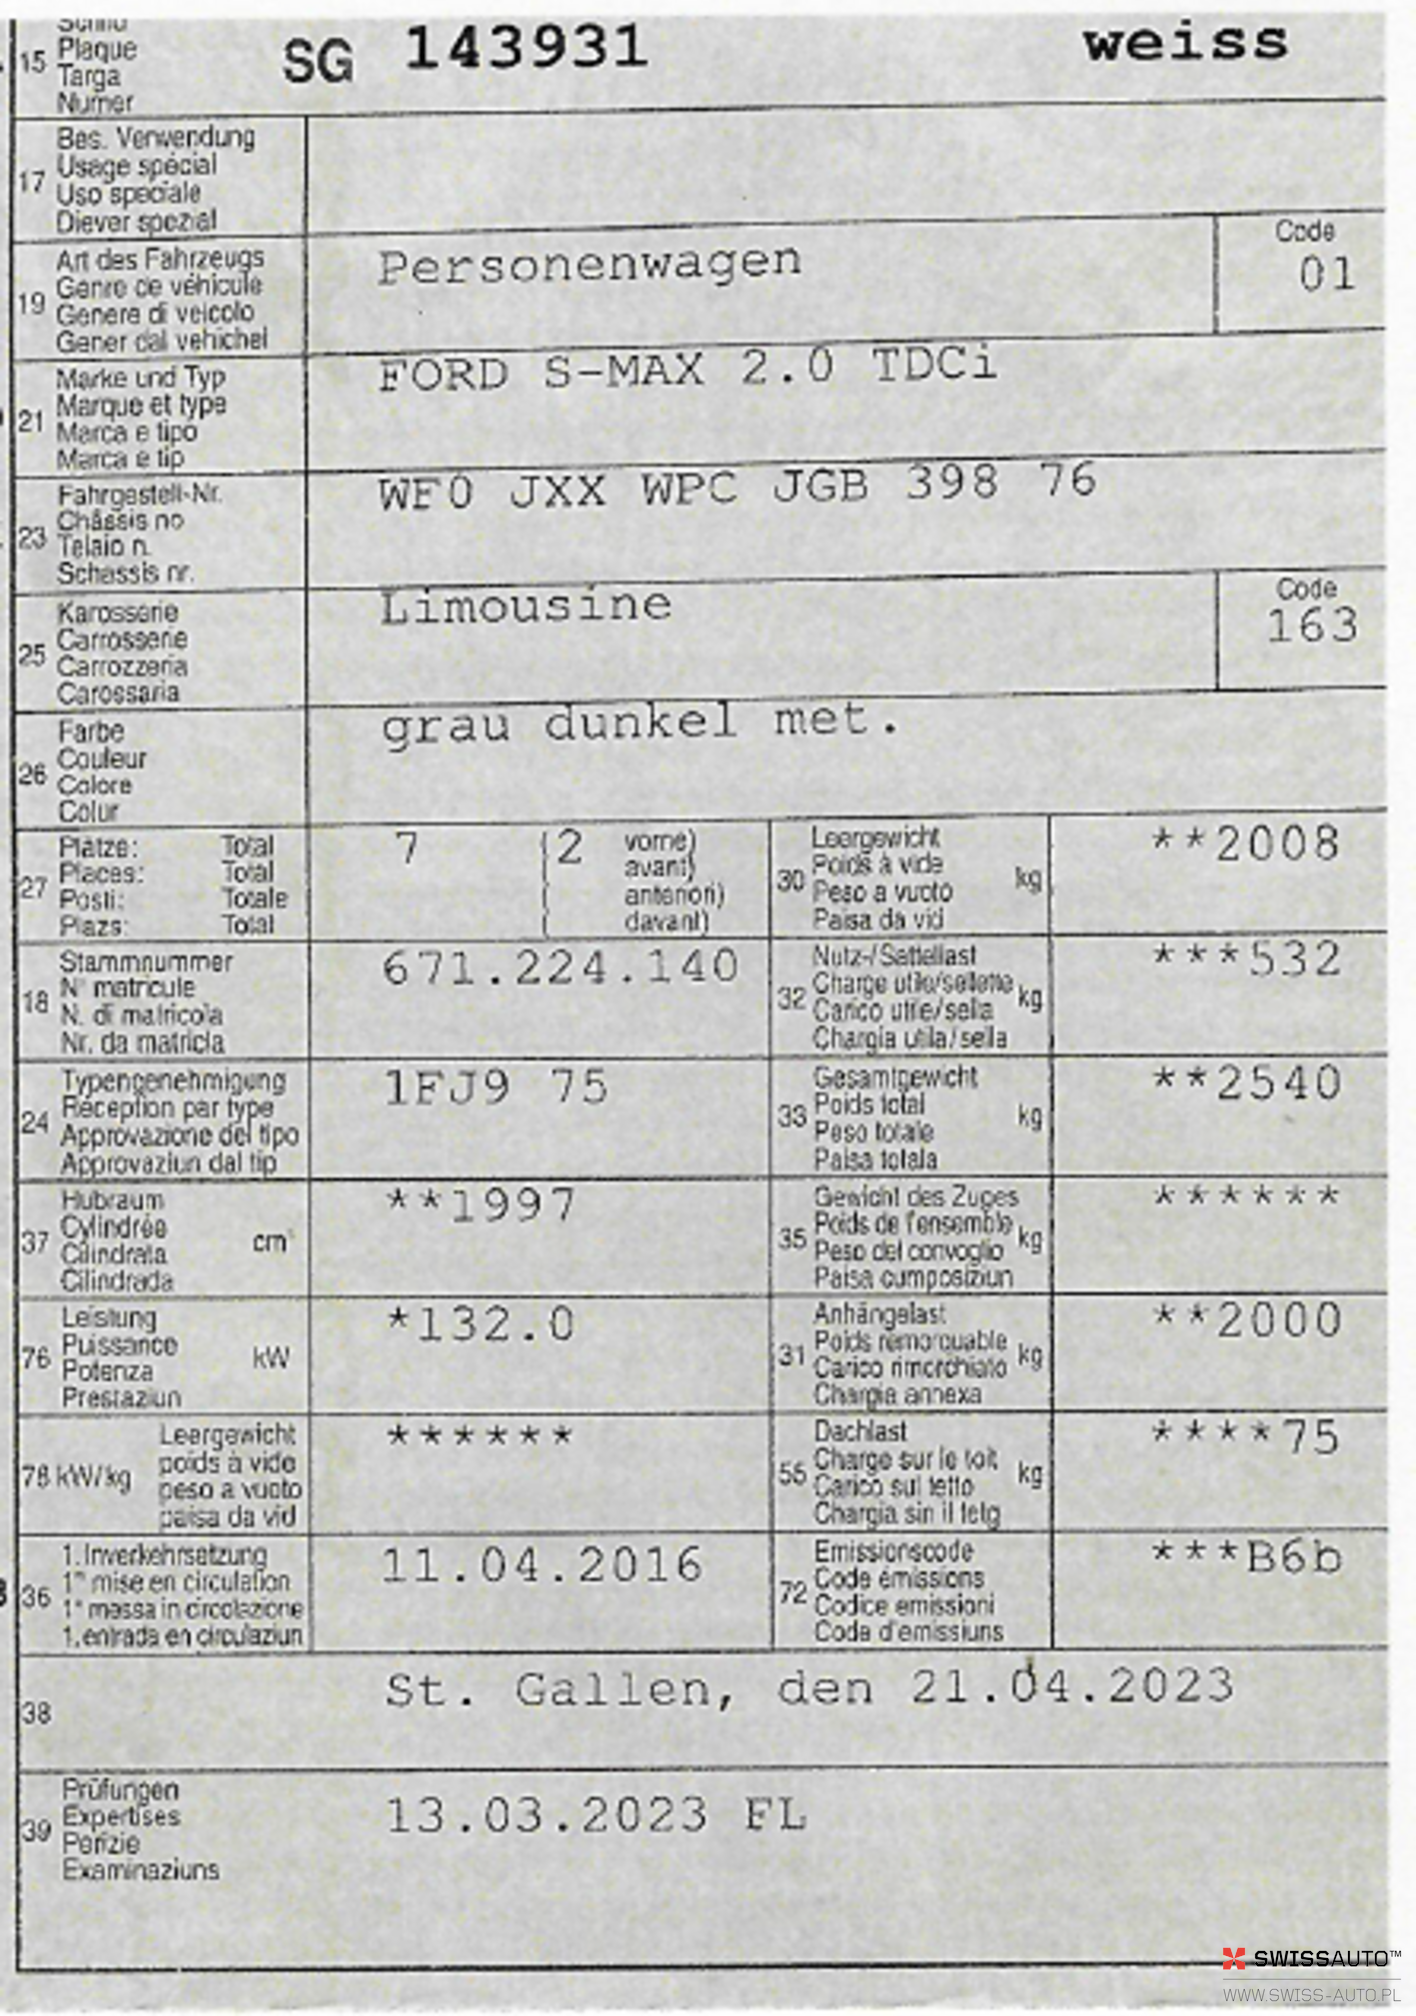 Schild
15 Plaque SG 143931 weiss
Targa
Numer
Bes. Verwendung
17 Usage spécial
Uso speciale
Diever spezial
Art des Fahrzeugs Personenwagen Code
19 Genre de véhicule 01
Genere di veicolo
Gener dal vehichel
Marke und Typ FORD S-MAX 2.0 TDCi
21 Marque et type
Marca e tipo
Marca e tip
Fahrgestell-Nr. WF0 JXX WPC JGB 398 76
23 Châssis no
Telaio n.
Schassis nr.
Karosserie Limousine Code
25 Carrosserie 163
Carrozzeria
Carossaria
Farbe grau dunkel met.
26 Couleur
Colore
Colur
Plätze: Total 7 (2 vorne) Leergewicht **2008
27 Places: Total ( avant) 30 Poids à vide kg
Posti: Totale ( anteriori) Peso a vuoto
Plazs: Total ( davant) Paisa da vid
Stammnummer 671.224.140 Nutz-/Sattellast ***532
18 N° matricule 32 Charge utile/sellette kg
N. di matricola Carico utile/sella
Nr. da matricla Chargia utila/sella
Typengenehmigung 1FJ9 75 Gesamtgewicht **2540
24 Réception par type 33 Poids total kg
Approvazione del tipo Peso totale
Approvaziun dal tip Paisa totala
Hubraum **1997 Gewicht des Zuges ******
37 Cylindrée cm³ 35 Poids de l'ensemble kg
Cilindrata Peso del convoglio
Cilindrada Paisa cumposiziun
Leistung *132.0 Anhängelast **2000
76 Puissance kW 31 Poids remorquable kg
Potenza Carico rimorchiato
Prestaziun Chargia annexa
Leergewicht ****** Dachlast ****75
78 kW/kg poids à vide 55 Charge sur le toit kg
peso a vuoto Carico sul tetto
paisa da vid Chargia sin il tetg
1. Inverkehrsetzung 11.04.2016 Emissionscode ***B6b
36 1re mise en circulation 72 Code émissions
1a messa in circolazione Codice emissioni
1. entrada en circulaziun Code d'emissiuns
38 St. Gallen, den 21.04.2023
Prüfungen 13.03.2023 FL
39 Expertises
Perizie
Examinaziuns
SWISSAUTO™
WWW.SWISS-AUTO.PL